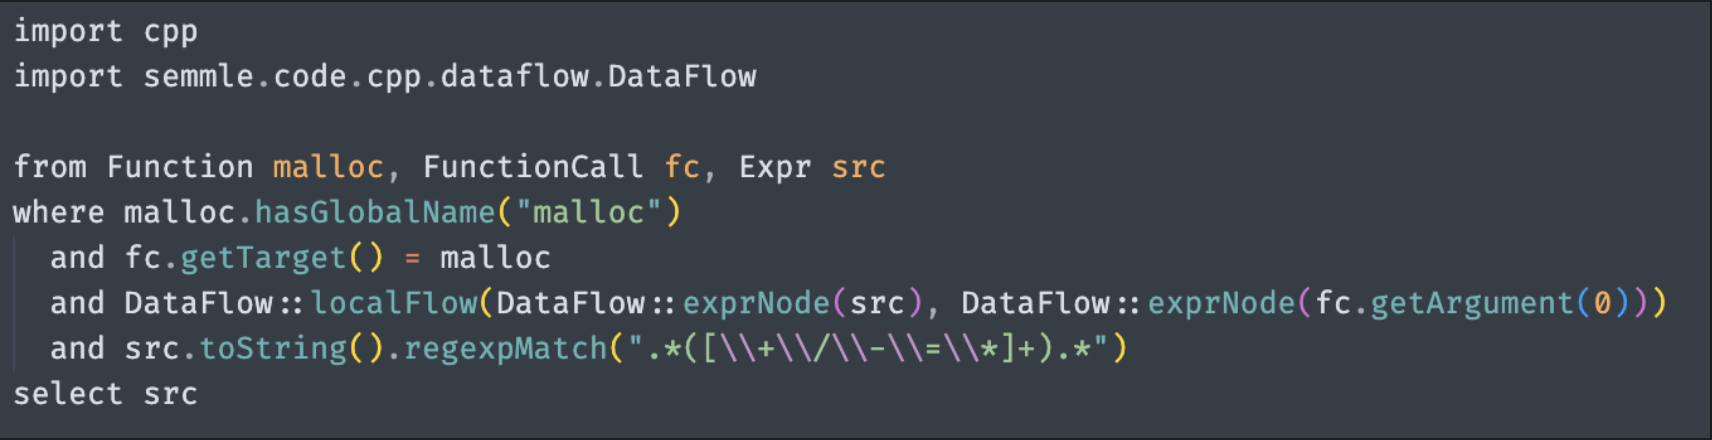 import cpp
import semmle.code.cpp.dataflow.DataFlow
from Function malloc, FunctionCall fc, Expr src
where malloc.hasGlobalName("malloc")
and fc.getTarget() = malloc
and DataFlow::localFlow(DataFlow::exprNode(src), DataFlow::exprNode(fc.getArgument(0)))
and src.toString().regexpMatch(".*([\\+\\/\\-\\=\\*]+).*")
select src